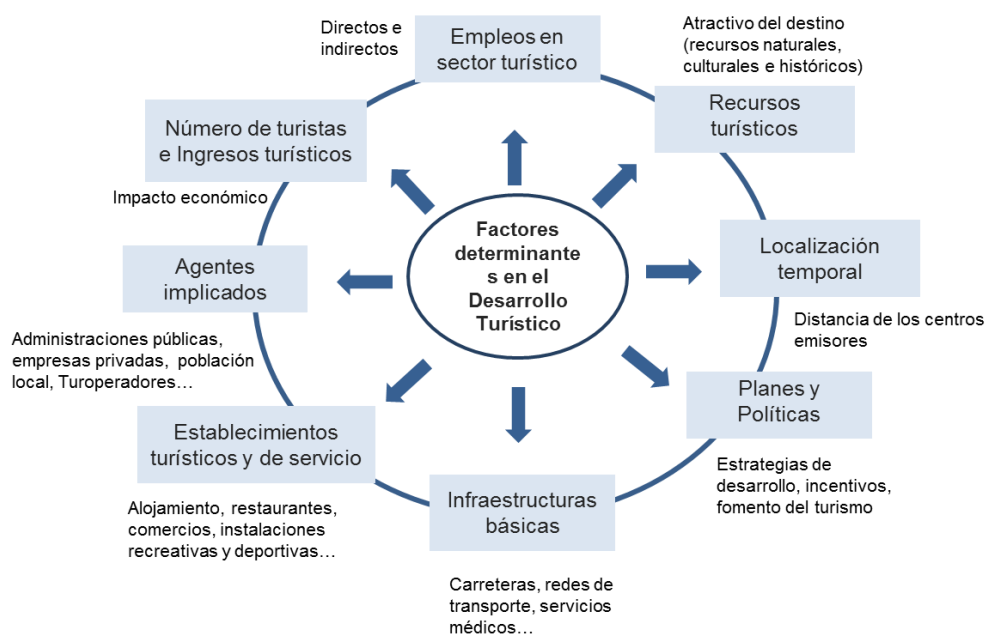 Directos e
indirectos
Empleos en
sector turístico
Atractivo del destino
(recursos naturales,
culturales e históricos)
Recursos
turísticos
Número de turistas
e Ingresos turísticos
Impacto económico
Factores
determinante
s en el
Desarrollo
Turístico
Localización
temporal
Distancia de los centros
emisores
Agentes
implicados
Administraciones públicas,
empresas privadas, población
local, Turoperadores…
Planes y
Políticas
Estrategias de
desarrollo, incentivos,
fomento del turismo
Establecimientos
turísticos y de servicio
Alojamiento, restaurantes,
comercios, instalaciones
recreativas y deportivas…
Infraestructuras
básicas
Carreteras, redes de
transporte, servicios
médicos…